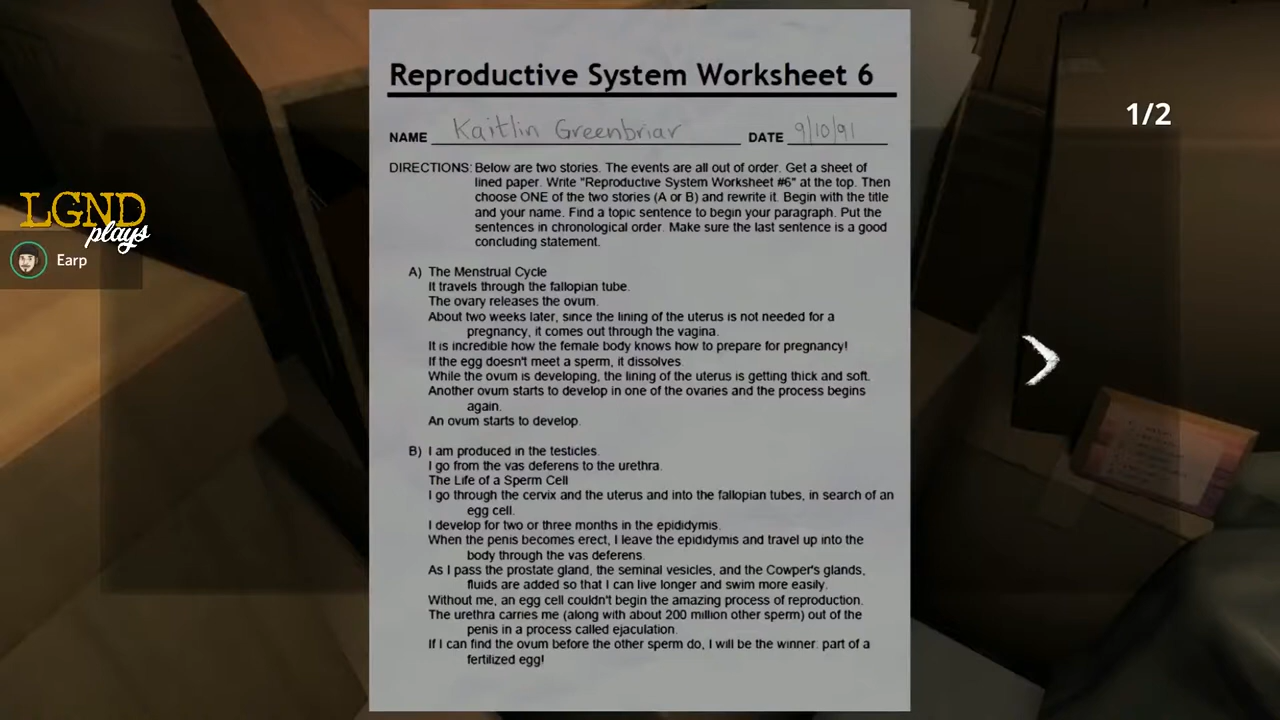 Reproductive System Worksheet 6
1/2
NAME Kaitlin Greenbriar DATE 9/10/91
DIRECTIONS: Below are two stories. The events are all out of order. Get a sheet of
lined paper. Write "Reproductive System Worksheet #6" at the top. Then
choose ONE of the two stories (A or B) and rewrite it. Begin with the title
and your name. Find a topic sentence to begin your paragraph. Put the
sentences in chronological order. Make sure the last sentence is a good
concluding statement.
LGND
plays
Earp
A) The Menstrual Cycle
It travels through the fallopian tube.
The ovary releases the ovum.
About two weeks later, since the lining of the uterus is not needed for a
pregnancy, it comes out through the vagina.
It is incredible how the female body knows how to prepare for pregnancy!
If the egg doesn't meet a sperm, it dissolves.
While the ovum is developing, the lining of the uterus is getting thick and soft.
Another ovum starts to develop in one of the ovaries and the process begins
again.
An ovum starts to develop.
B) I am produced in the testicles.
I go from the vas deferens to the urethra.
The Life of a Sperm Cell
I go through the cervix and the uterus and into the fallopian tubes, in search of an
egg cell.
I develop for two or three months in the epididymis.
When the penis becomes erect, I leave the epididymis and travel up into the
body through the vas deferens.
As I pass the prostate gland, the seminal vesicles, and the Cowper's glands,
fluids are added so that I can live longer and swim more easily.
Without me, an egg cell couldn't begin the amazing process of reproduction.
The urethra carries me (along with about 200 million other sperm) out of the
penis in a process called ejaculation.
If I can find the ovum before the other sperm do, I will be the winner: part of a
fertilized egg!